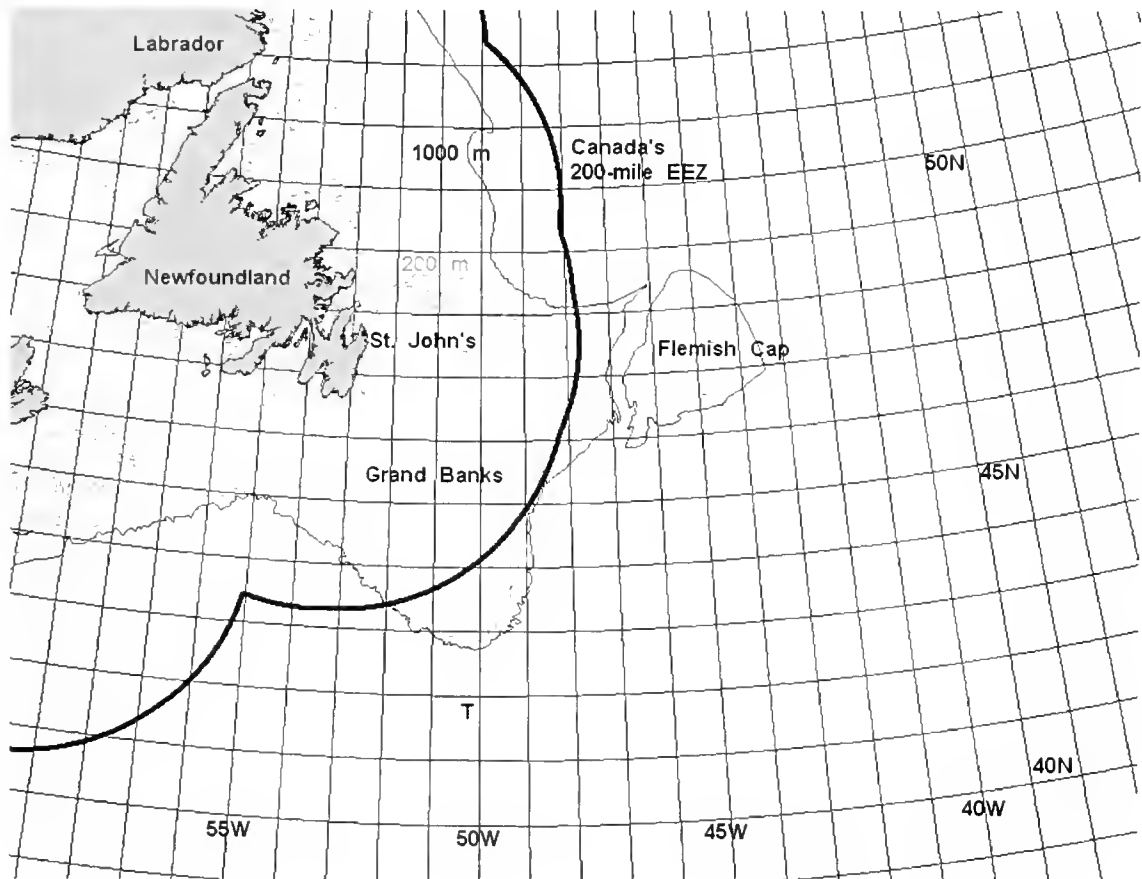 Labrador
1000 m
Canada's
200-mile EEZ
50N
200 m
Newfoundland
St. John's
Flemish Cap
Grand Banks
45N
T
40N
40W
55W
50W
45W